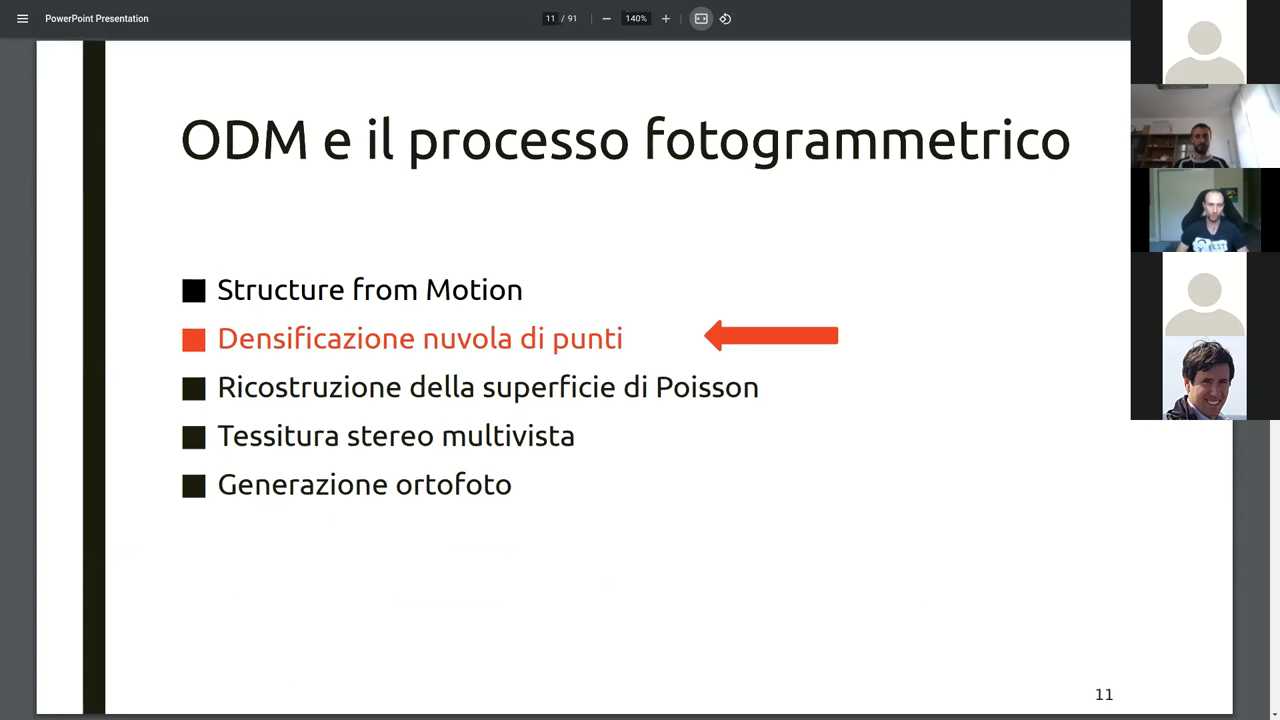 PowerPoint Presentation
11 / 91
140%
ODM e il processo fotogrammetrico
Structure from Motion
Densificazione nuvola di punti
Ricostruzione della superficie di Poisson
Tessitura stereo multivista
Generazione ortofoto
11